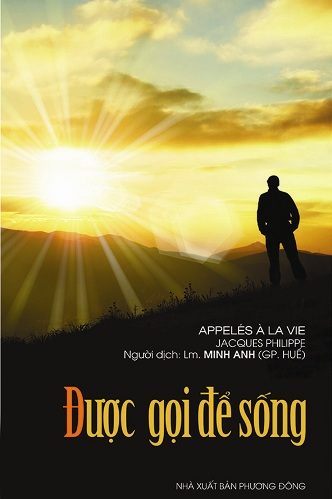 APPELÉS À LA VIE
JACQUES PHILIPPE
Người dịch: Lm. MINH ANH (GP. HUẾ)
Được gọi để sống
NHÀ XUẤT BẢN PHƯƠNG ĐÔNG